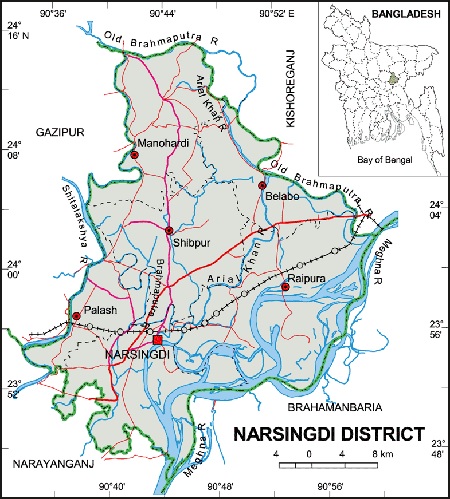 90°36'
90°44'
90°52' E
24°
16' N
Old Brahmaputra R
BANGLADESH
Bay of Bengal
KISHOREGANJ
Arial Khan R
GAZIPUR
Manohardi
24°
08'
Old Brahmaputra R
Belabo
Shitalakshya R
24°
04'
Shibpur
Arial Khan R
Meghna R
24°
00'
Brahmaputra R
Raipura
Palash
23°
56'
NARSINGDI
23°
52'
BRAHAMANBARIA
NARSINGDI DISTRICT
Meghna R
23°
48'
NARAYANGANJ
4 0 4 8 km
90°40'
90°48'
90°56'